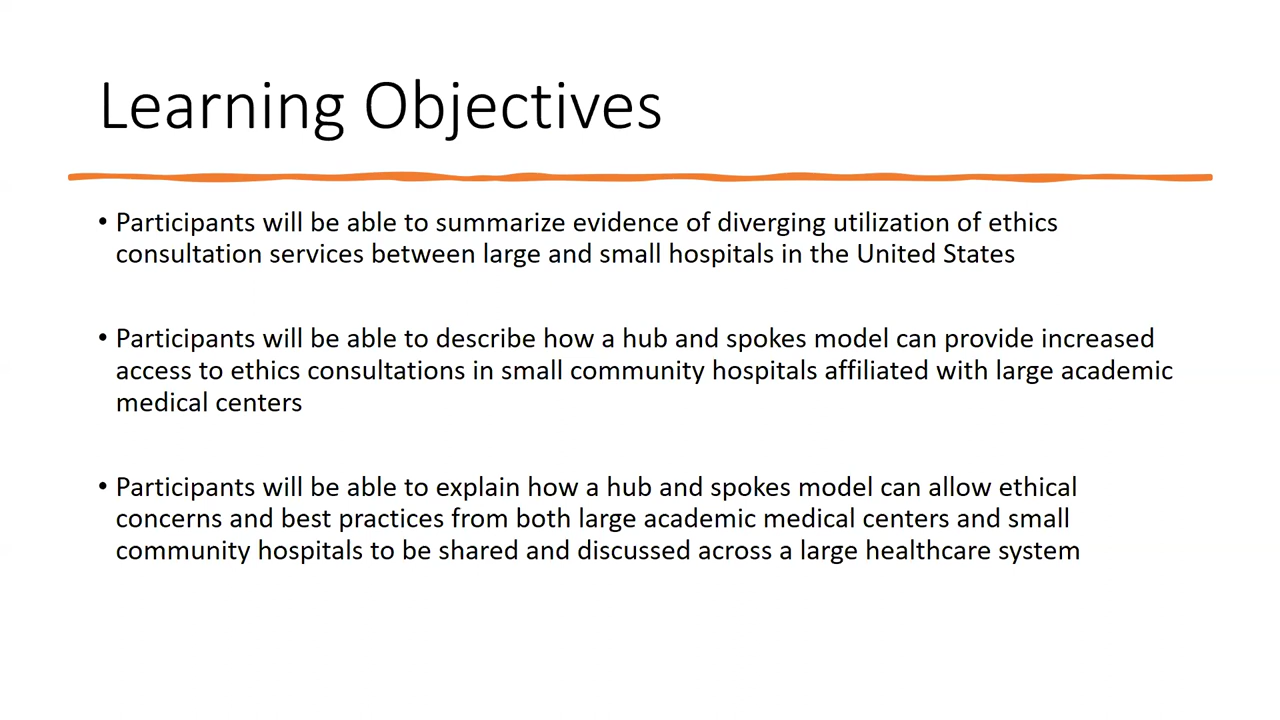 Learning Objectives
• Participants will be able to summarize evidence of diverging utilization of ethics
consultation services between large and small hospitals in the United States
• Participants will be able to describe how a hub and spokes model can provide increased
access to ethics consultations in small community hospitals affiliated with large academic
medical centers
• Participants will be able to explain how a hub and spokes model can allow ethical
concerns and best practices from both large academic medical centers and small
community hospitals to be shared and discussed across a large healthcare system